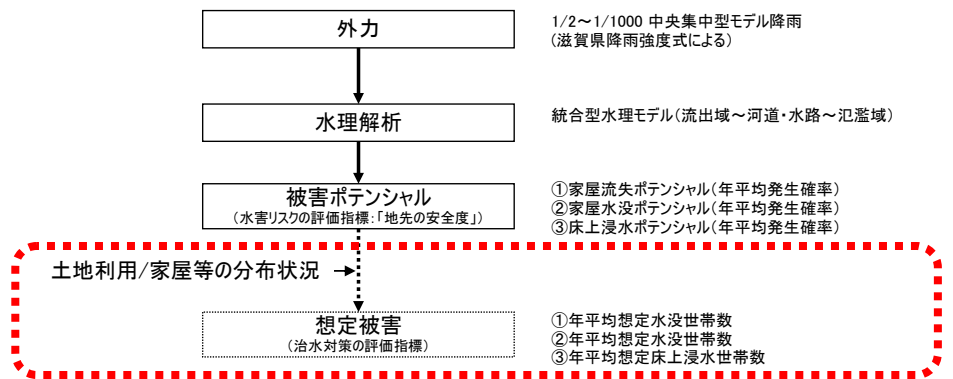 外力
1/2～1/1000 中央集中型モデル降雨
(滋賀県降雨強度式による)
水理解析
統合型水理モデル(流出域～河道・水路～氾濫域)
被害ポテンシャル
(水害リスクの評価指標:「地先の安全度」)
①家屋流失ポテンシャル(年平均発生確率)
②家屋水没ポテンシャル(年平均発生確率)
③床上浸水ポテンシャル(年平均発生確率)
土地利用/家屋等の分布状況
想定被害
(治水対策の評価指標)
①年平均想定水没世帯数
②年平均想定水没世帯数
③年平均想定床上浸水世帯数